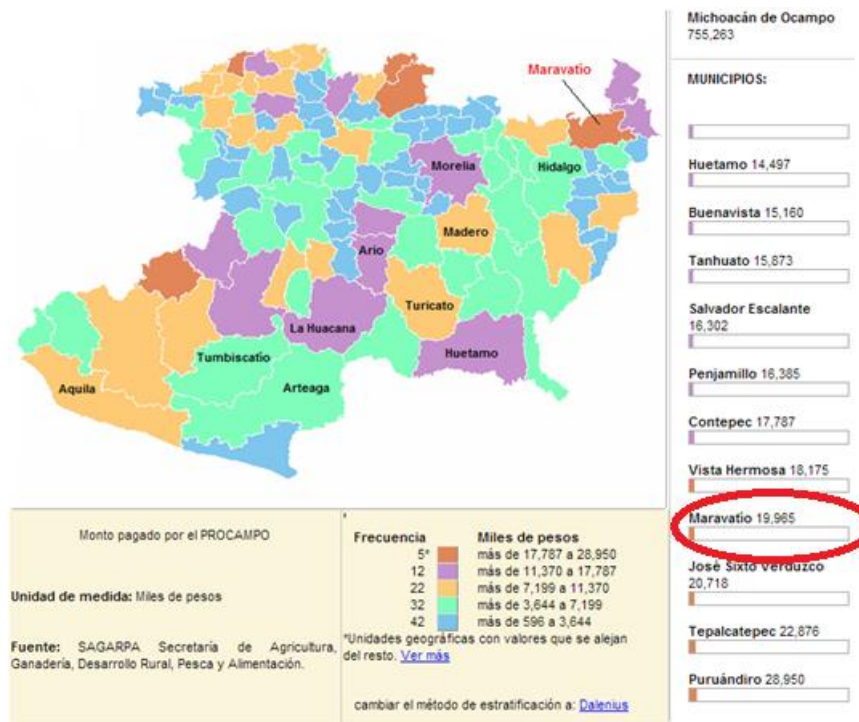 Michoacán de Ocampo
755,263
Maravatío
MUNICIPIOS:
Huetamo 14,497
Buenavista 15,160
Tanhuato 15,873
Salvador Escalante
16,302
Penjamillo 16,385
Contepec 17,787
Vista Hermosa 18,175
Maravatío 19,965
José Sixto Verduzco
20,718
Tepalcatepec 22,876
Puruándiro 28,950
Morelia
Hidalgo
Madero
Ario
Turicato
La Huacana
Tumbiscatío
Huetamo
Aquila
Arteaga
Monto pagado por el PROCAMPO
Unidad de medida: Miles de pesos
Fuente: SAGARPA Secretaría de Agricultura,
Ganadería, Desarrollo Rural, Pesca y Alimentación.
Frecuencia Miles de pesos
5* más de 17,787 a 28,950
12 más de 11,370 a 17,787
22 más de 7,199 a 11,370
32 más de 3,644 a 7,199
42 más de 596 a 3,644
*Unidades geográficas con valores que se alejan
del resto. Ver más
cambiar el método de estratificación a: Dalenius